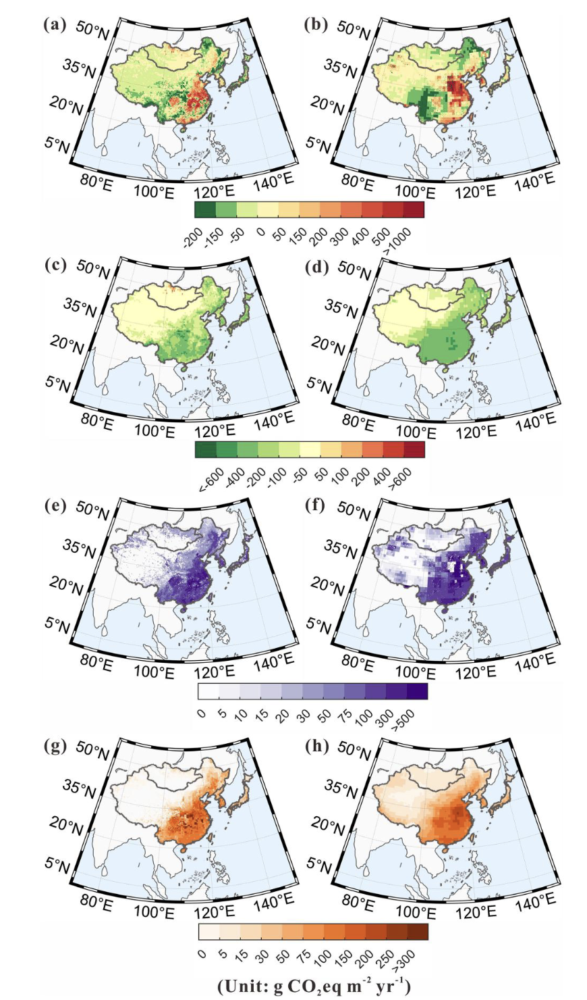 (a) (b)
50°N 50°N
35°N 35°N
20°N 20°N
5°N 5°N
80°E 100°E 120°E 140°E 80°E 100°E 120°E 140°E
-200 -150 -50 0 50 150 200 300 400 500 >1000
(c) (d)
50°N 50°N
35°N 35°N
20°N 20°N
5°N 5°N
80°E 100°E 120°E 140°E 80°E 100°E 120°E 140°E
<-600 -400 -200 -100 -50 50 100 200 400 >600
(e) (f)
50°N 50°N
35°N 35°N
20°N 20°N
5°N 5°N
80°E 100°E 120°E 140°E 80°E 100°E 120°E 140°E
0 5 10 15 20 30 50 75 100 300 >500
(g) (h)
50°N 50°N
35°N 35°N
20°N 20°N
5°N 5°N
80°E 100°E 120°E 140°E 80°E 100°E 120°E 140°E
0 5 15 30 50 75 100 150 200 250 >300
(Unit: g CO₂eq m⁻² yr⁻¹)